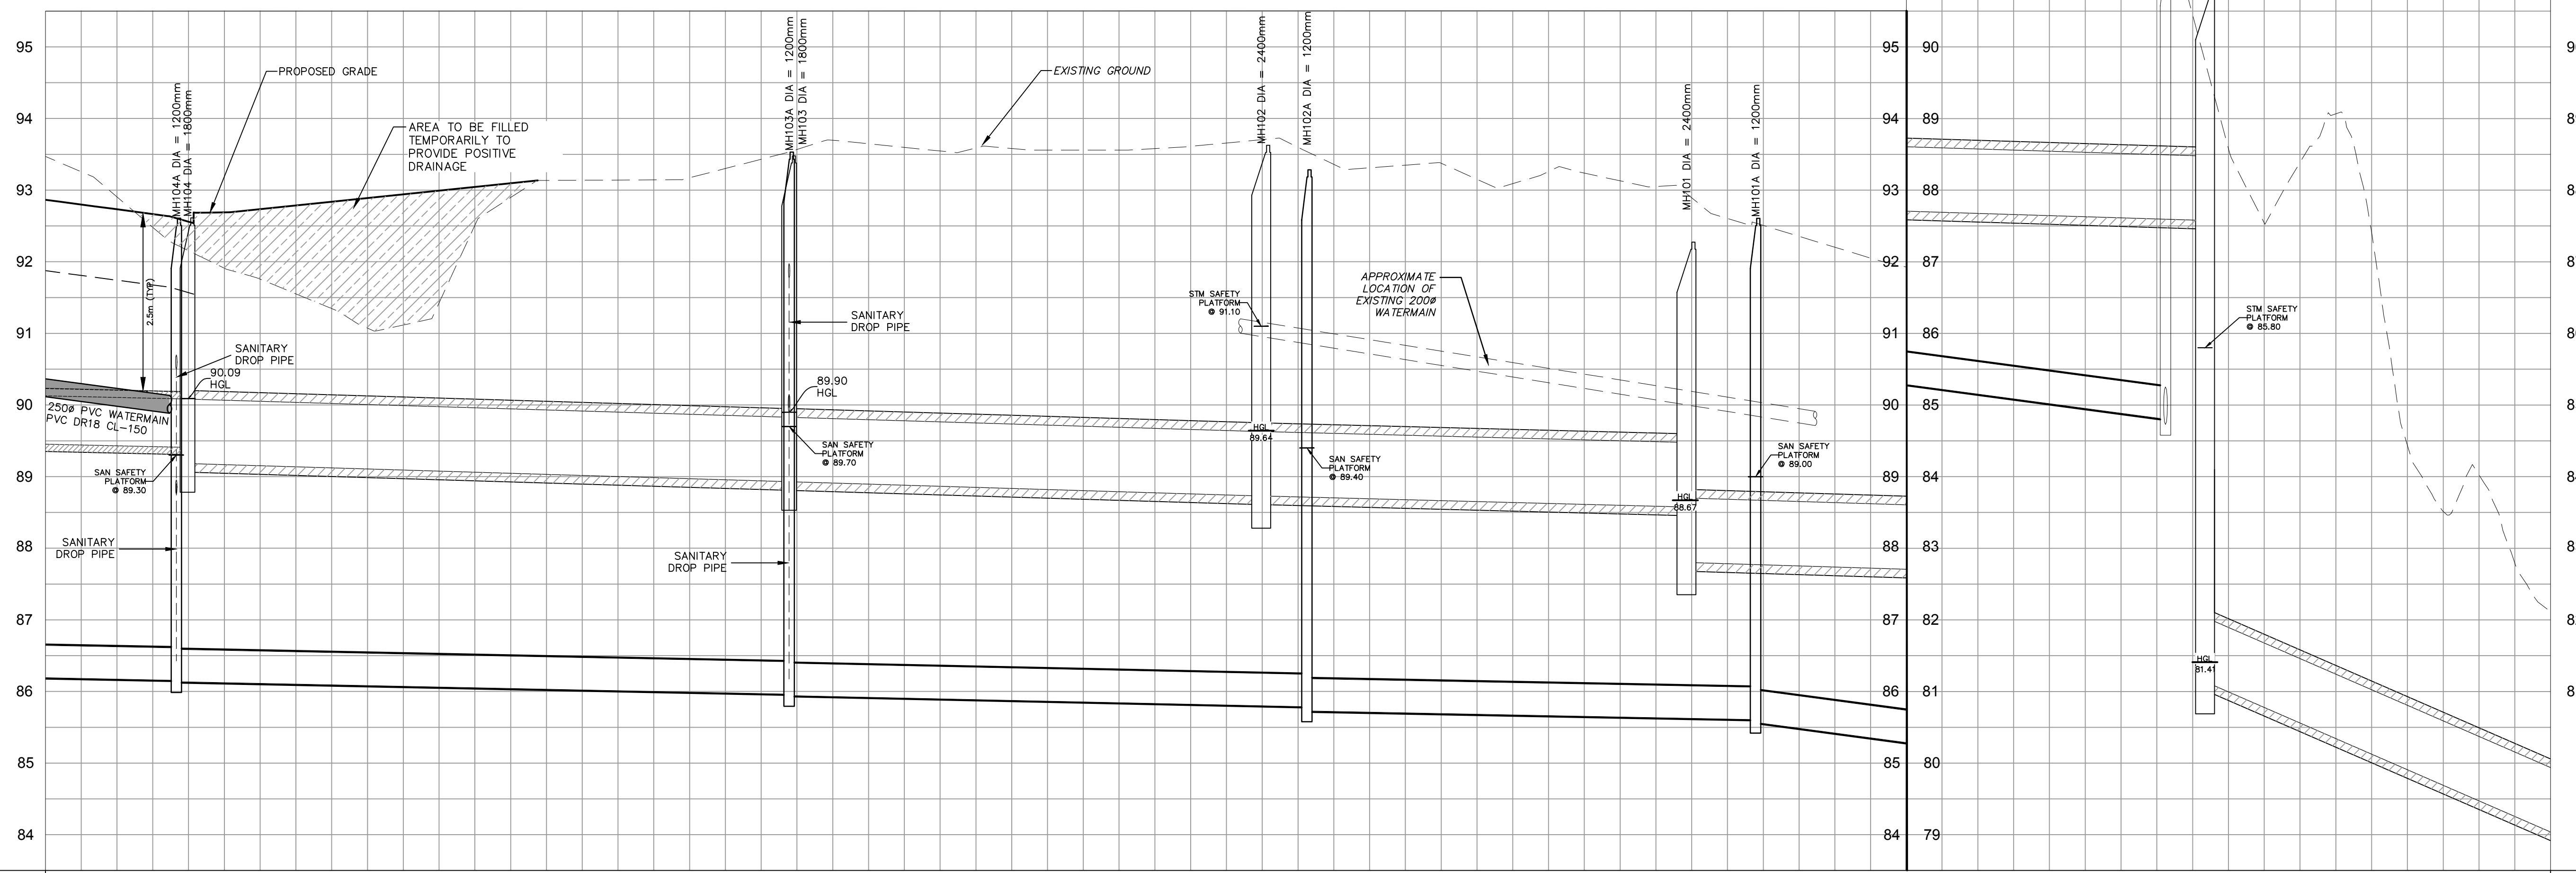 95
94
93
92
91
90
89
88
87
86
85
84
MH104A DIA = 1200mm
MH104 DIA = 1800mm
PROPOSED GRADE
AREA TO BE FILLED
TEMPORARILY TO
PROVIDE POSITIVE
DRAINAGE
2.5m (TYP)
SANITARY
DROP PIPE
90.09
HGL
250ø PVC WATERMAIN
PVC DR18 CL-150
SAN SAFETY
PLATFORM
@ 89.30
SANITARY
DROP PIPE
MH103A DIA = 1200mm
MH103 DIA = 1800mm
SANITARY
DROP PIPE
89.90
HGL
SAN SAFETY
PLATFORM
@ 89.70
SANITARY
DROP PIPE
EXISTING GROUND
MH102 DIA = 2400mm
MH102A DIA = 1200mm
STM SAFETY
PLATFORM
@ 91.10
APPROXIMATE
LOCATION OF
EXISTING 200ø
WATERMAIN
HGL
89.64
SAN SAFETY
PLATFORM
@ 89.40
MH101 DIA = 2400mm
MH101A DIA = 1200mm
SAN SAFETY
PLATFORM
@ 89.00
HGL
88.67
95 90
94 89
93 88
92 87
91 86
90 85
89 84
88 83
87 82
86 81
85 80
84 79
STM SAFETY
PLATFORM
@ 85.80
HGL
81.41